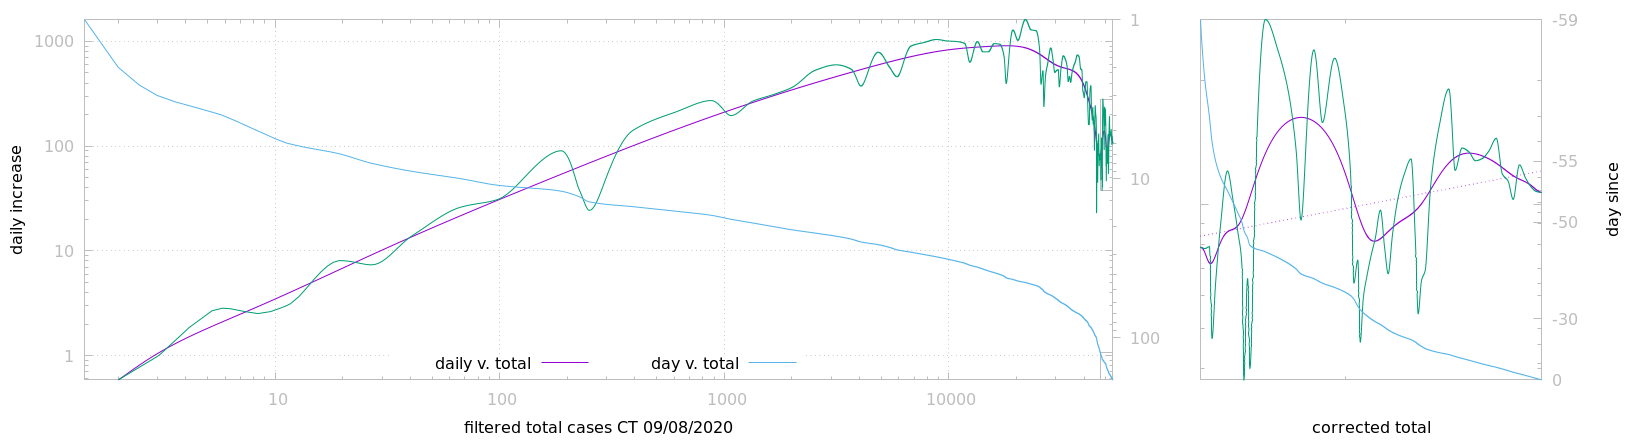 1000
100
10
1
daily increase
daily v. total
day v. total
10
100
1000
10000
filtered total cases CT 09/08/2020
1
10
100
-59
-55
-50
-30
0
day since
corrected total